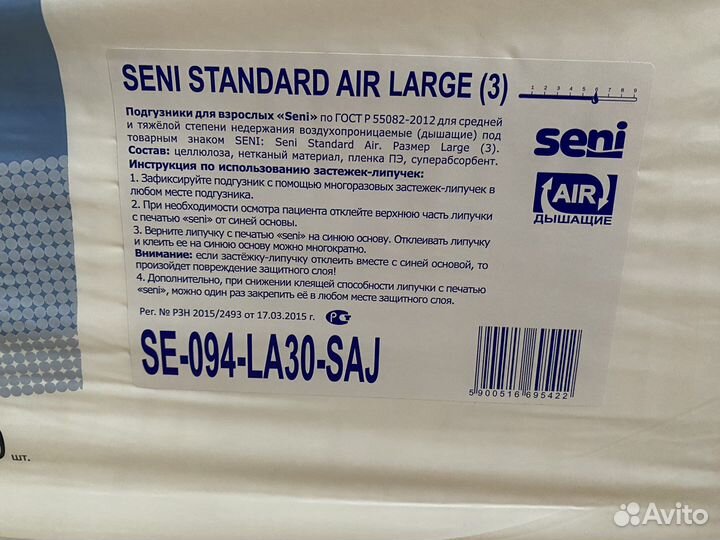 SENI STANDARD AIR LARGE (3)
1 2 3 4 5 6 7 8 9
Подгузники для взрослых «Seni» по ГОСТ Р 55082-2012 для средней
и тяжёлой степени недержания воздухопроницаемые (дышащие) под
товарным знаком SENI: Seni Standard Air. Размер Large (3).
Состав: целлюлоза, нетканый материал, пленка ПЭ, суперабсорбент.
Инструкция по использованию застежек-липучек:
1. Зафиксируйте подгузник с помощью многоразовых застежек-липучек в
любом месте подгузника.
2. При необходимости осмотра пациента отклейте верхнюю часть липучки
с печатью «seni» от синей основы.
3. Верните липучку с печатью «seni» на синюю основу. Отклеивать липучку
и клеить ее на синюю основу можно многократно.
Внимание: если застёжку-липучку отклеить вместе с синей основой, то
произойдет повреждение защитного слоя!
4. Дополнительно, при снижении клеящей способности липучки с печатью
«seni», можно один раз закрепить её в любом месте защитного слоя.
Рег. № РЗН 2015/2493 от 17.03.2015 г.
SE-094-LA30-SAJ
seni
AIR
ДЫШАЩИЕ
5 900516 695422
шт.
Avito